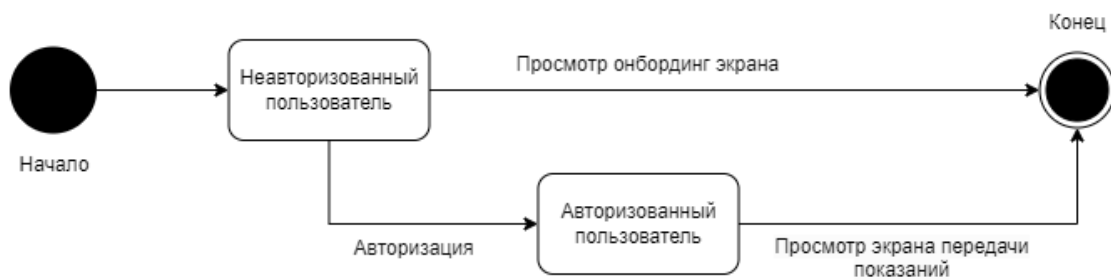 Конец
Неавторизованный
пользователь
Просмотр онбординг экрана
Начало
Авторизованный
пользователь
Авторизация
Просмотр экрана передачи
показаний